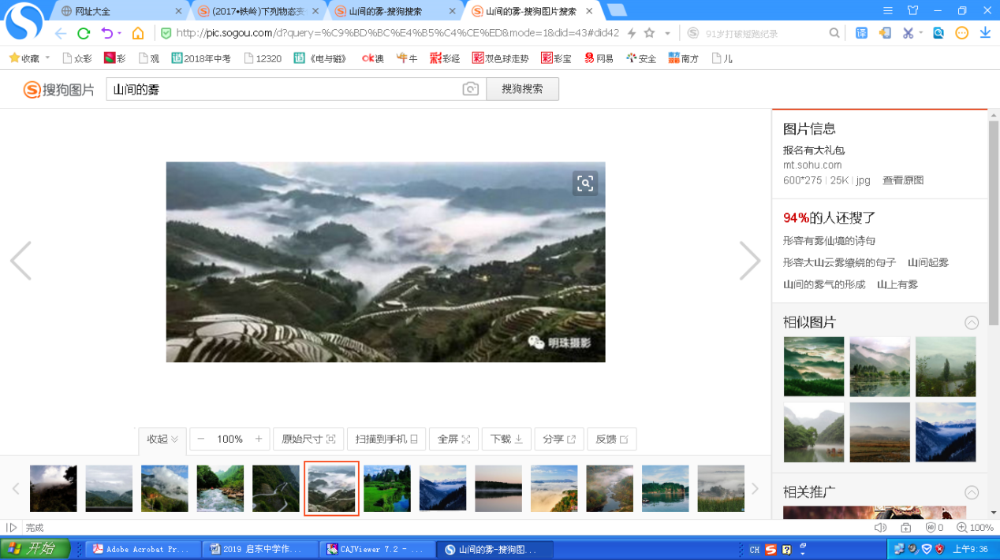 网址大全
(2017•铁岭)下列物态变
山间的雾-搜狗搜索
山间的雾-搜狗图片搜索
http://pic.sogou.com/d?query=%C9%BD%BC%E4%B5%C4%CE%ED&mode=1&did=43#did42
91岁打破短跑纪录
译
收藏
众彩
彩
观
2018年中考
12320
《电与磁》
ok澳
牛
彩经
双色球走势
彩宝
网易
安全
南方
儿
搜狗图片
山间的雾
搜狗搜索
明珠摄影
图片信息
报名有大礼包
mt.sohu.com
600*275 | 25K | jpg 查看原图
94%的人还搜了
形容有雾仙境的诗句
形容大山云雾缭绕的句子 山间起雾
山间的雾气的形成 山上有雾
相似图片
相关推广
收起
− 100% +
原始尺寸
扫描到手机
全屏
下载
分享
反馈
完成
0
100%
开始
Adobe Acrobat Pr...
2019 启东中学作...
CAJViewer 7.2 - ...
山间的雾-搜狗图...
CH
上午9:36